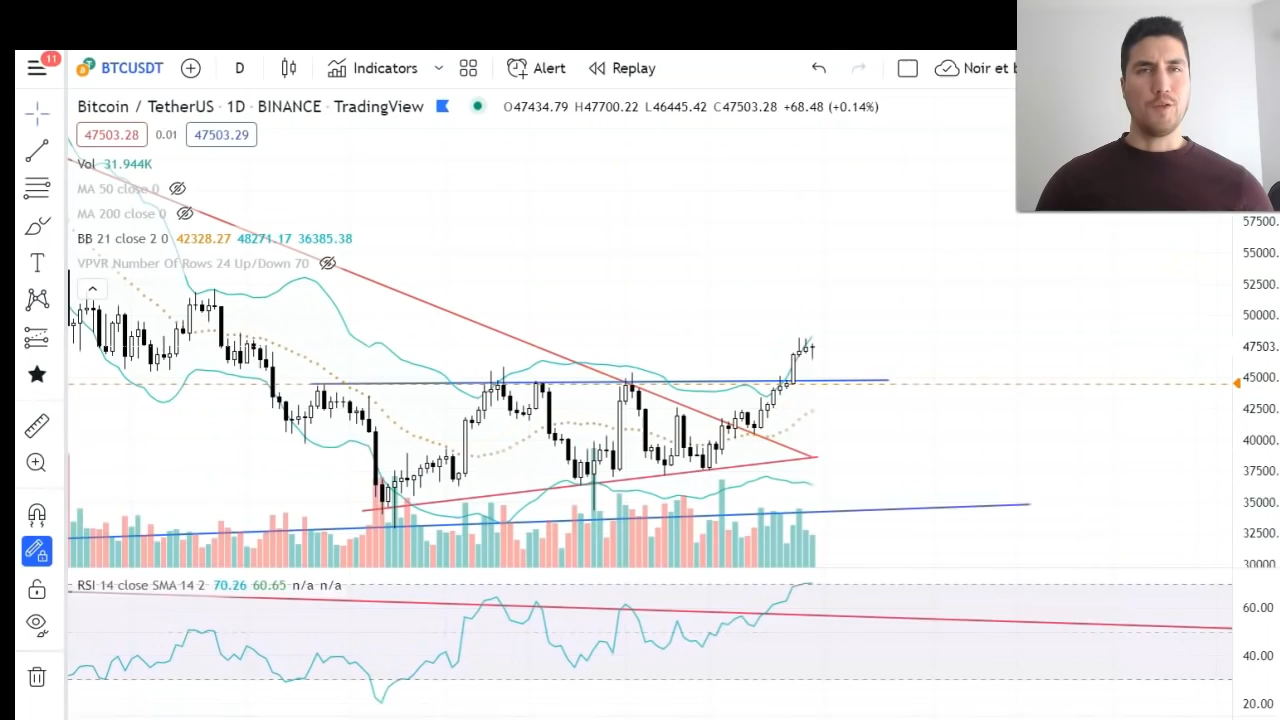 11
BTCUSDT D Indicators Alert Replay Noir et b
Bitcoin / TetherUS · 1D · BINANCE · TradingView O47434.79 H47700.22 L46445.42 C47503.28 +68.48 (+0.14%)
47503.28 0.01 47503.29
Vol 31.944K
MA 50 close 0
MA 200 close 0
BB 21 close 2 0 42328.27 48271.17 36385.38
VPVR Number Of Rows 24 Up/Down 70
57500.
55000.
52500.
50000.
47503.
45000.
42500.
40000.
37500.
35000.
32500.
30000.
RSI 14 close SMA 14 2 70.26 60.65 n/a n/a
60.00
40.00
20.00